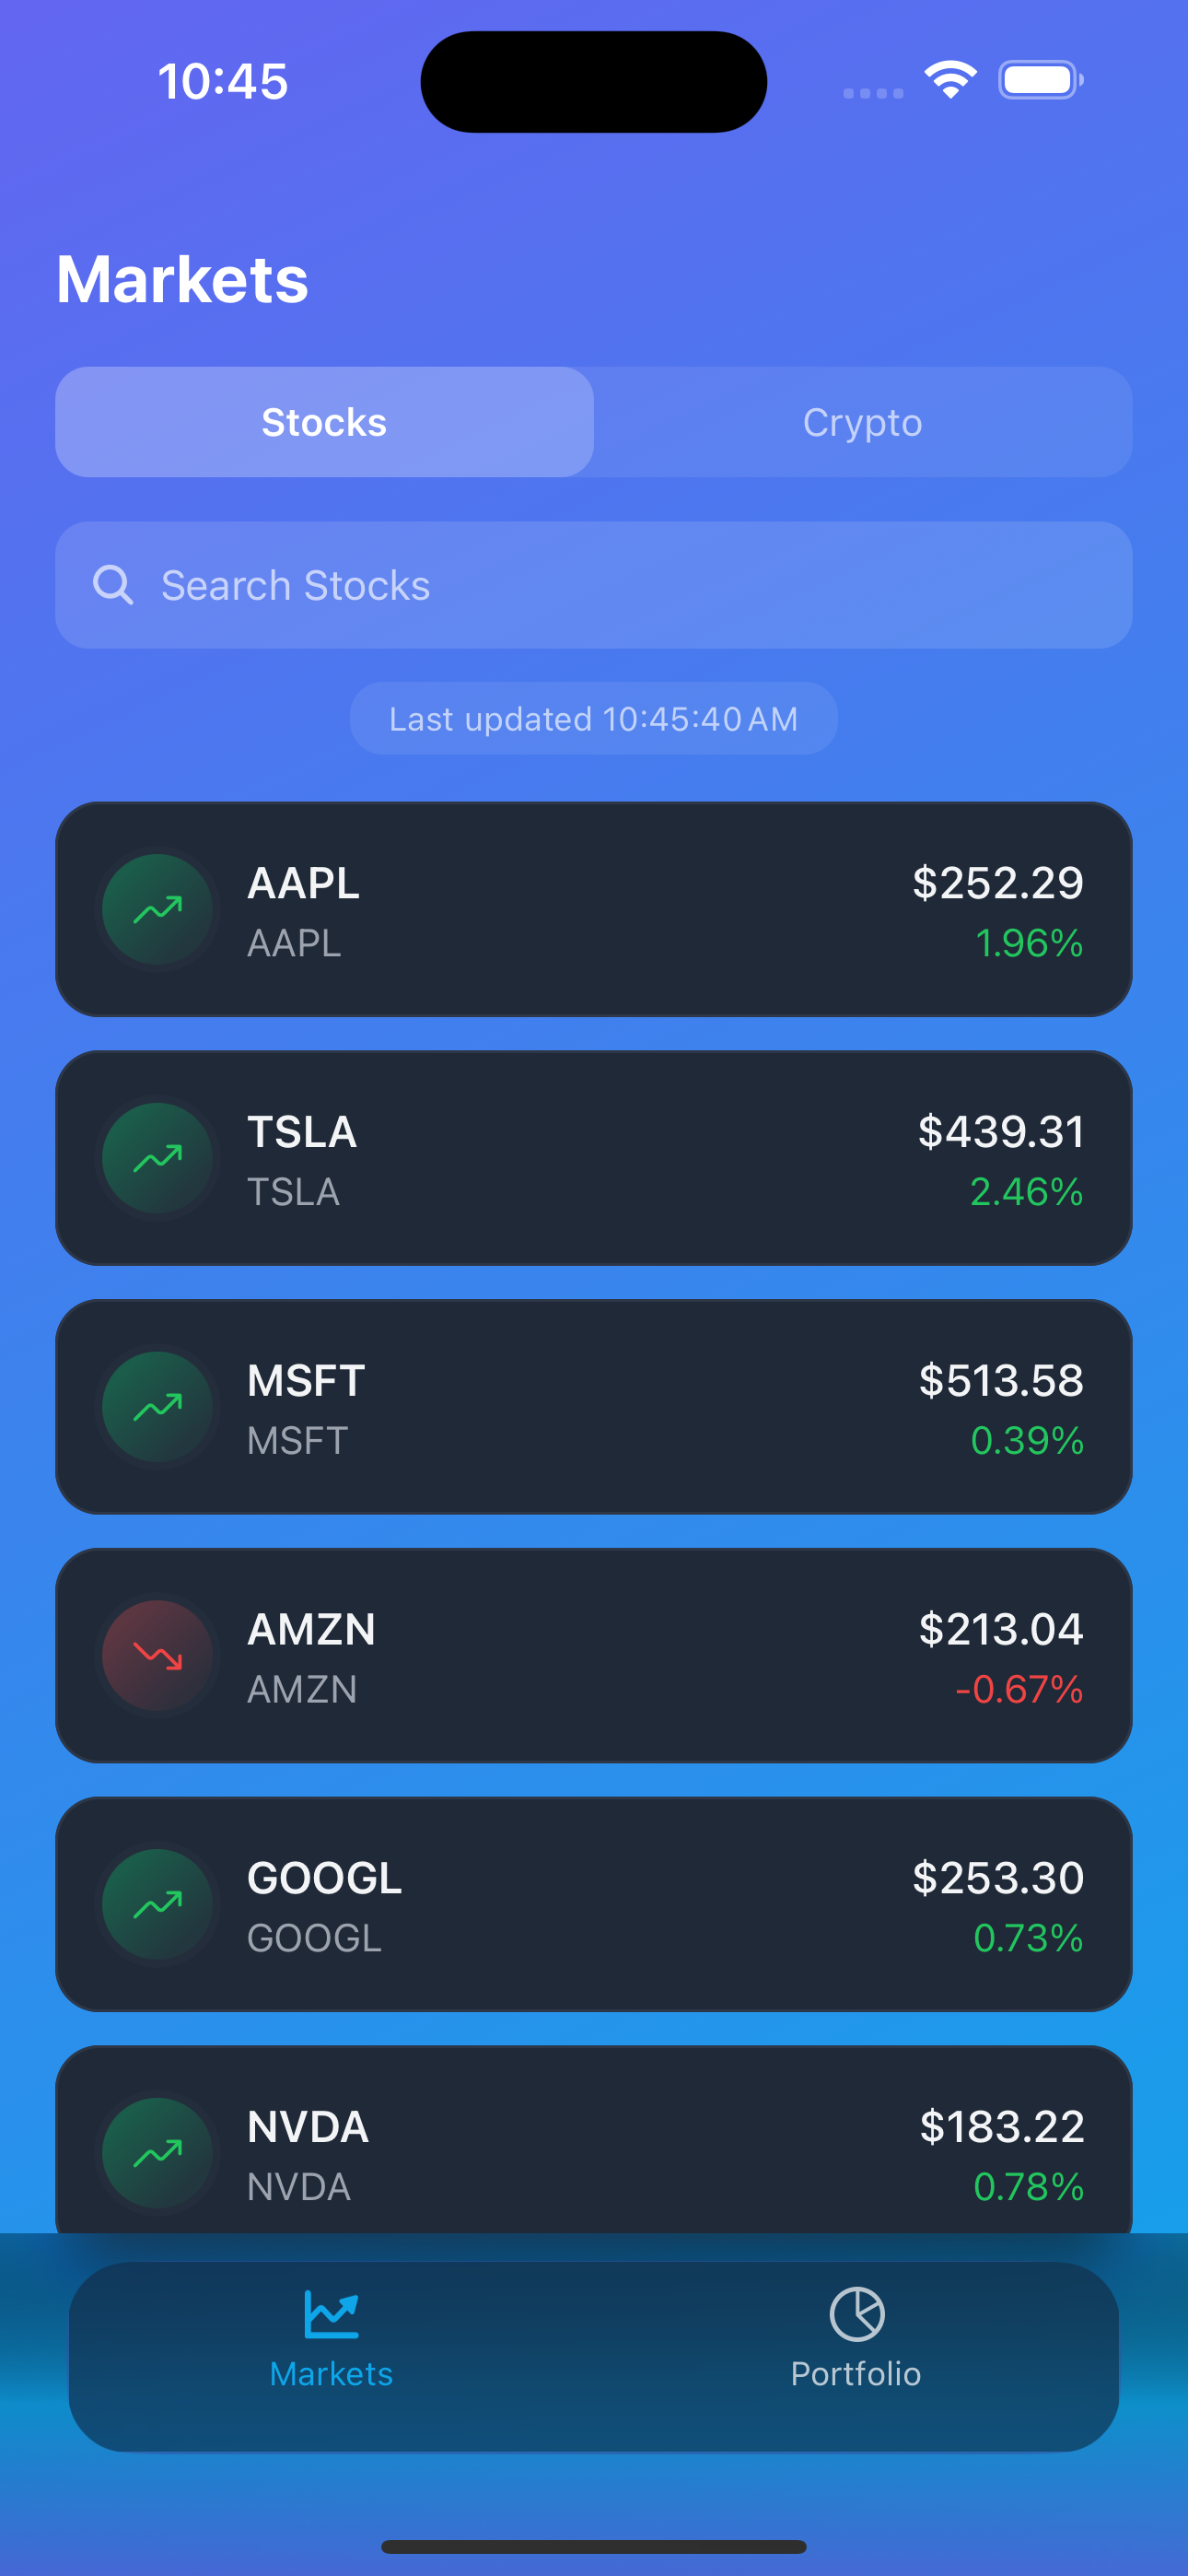 10:45
Markets
Stocks
Crypto
Search Stocks
Last updated 10:45:40 AM
AAPL
$252.29
AAPL
1.96%
TSLA
$439.31
TSLA
2.46%
MSFT
$513.58
MSFT
0.39%
AMZN
$213.04
AMZN
-0.67%
GOOGL
$253.30
GOOGL
0.73%
NVDA
$183.22
NVDA
0.78%
Markets
Portfolio